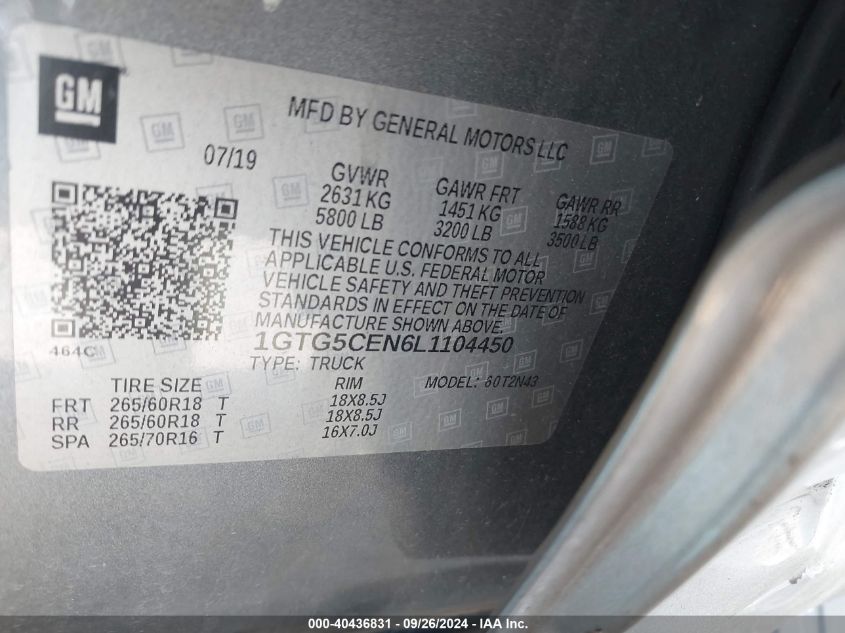 GM
MFD BY GENERAL MOTORS LLC
07/19
GVWR GAWR FRT GAWR RR
2631 KG 1451 KG 1588 KG
5800 LB 3200 LB 3500 LB
THIS VEHICLE CONFORMS TO ALL
APPLICABLE U.S. FEDERAL MOTOR
VEHICLE SAFETY AND THEFT PREVENTION
STANDARDS IN EFFECT ON THE DATE OF
MANUFACTURE SHOWN ABOVE.
1GTG5CEN6L1104450
464C
TYPE: TRUCK MODEL: 60T2N43
TIRE SIZE RIM
FRT 265/60R18 T 18X8.5J
RR 265/60R18 T 18X8.5J
SPA 265/70R16 T 16X7.0J
000-40436831 - 09/26/2024 - IAA Inc.